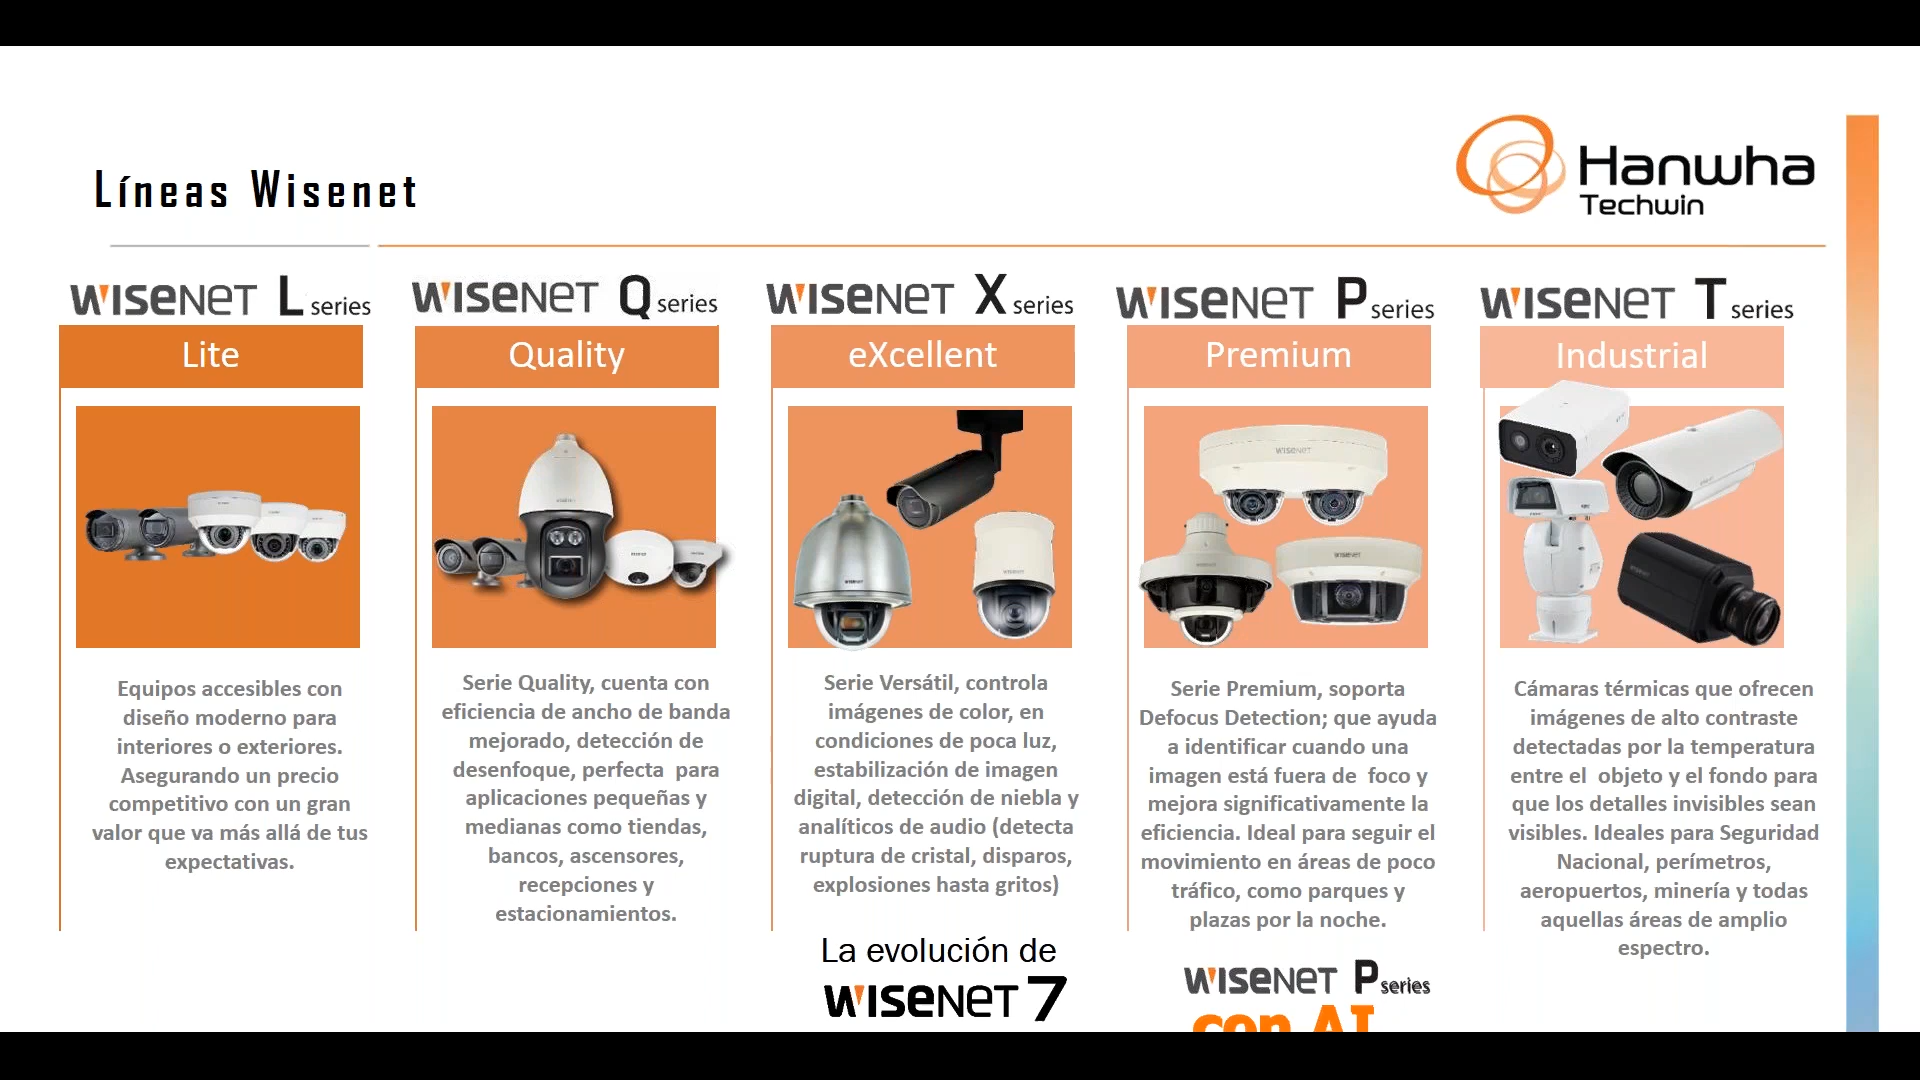 Líneas Wisenet
Hanwha
Techwin
WISENET L series
Lite
Equipos accesibles con
diseño moderno para
interiores o exteriores.
Asegurando un precio
competitivo con un gran
valor que va más allá de tus
expectativas.
WISENET Q series
Quality
Serie Quality, cuenta con
eficiencia de ancho de banda
mejorado, detección de
desenfoque, perfecta para
aplicaciones pequeñas y
medianas como tiendas,
bancos, ascensores,
recepciones y
estacionamientos.
WISENET X series
eXcellent
Serie Versátil, controla
imágenes de color, en
condiciones de poca luz,
estabilización de imagen
digital, detección de niebla y
analíticos de audio (detecta
ruptura de cristal, disparos,
explosiones hasta gritos)
La evolución de
WISENET 7
WISENET P series
Premium
WISENET
WISENET
Serie Premium, soporta
Defocus Detection; que ayuda
a identificar cuando una
imagen está fuera de foco y
mejora significativamente la
eficiencia. Ideal para seguir el
movimiento en áreas de poco
tráfico, como parques y
plazas por la noche.
WISENET P series
con AI
WISENET T series
Industrial
Cámaras térmicas que ofrecen
imágenes de alto contraste
detectadas por la temperatura
entre el objeto y el fondo para
que los detalles invisibles sean
visibles. Ideales para Seguridad
Nacional, perímetros,
aeropuertos, minería y todas
aquellas áreas de amplio
espectro.